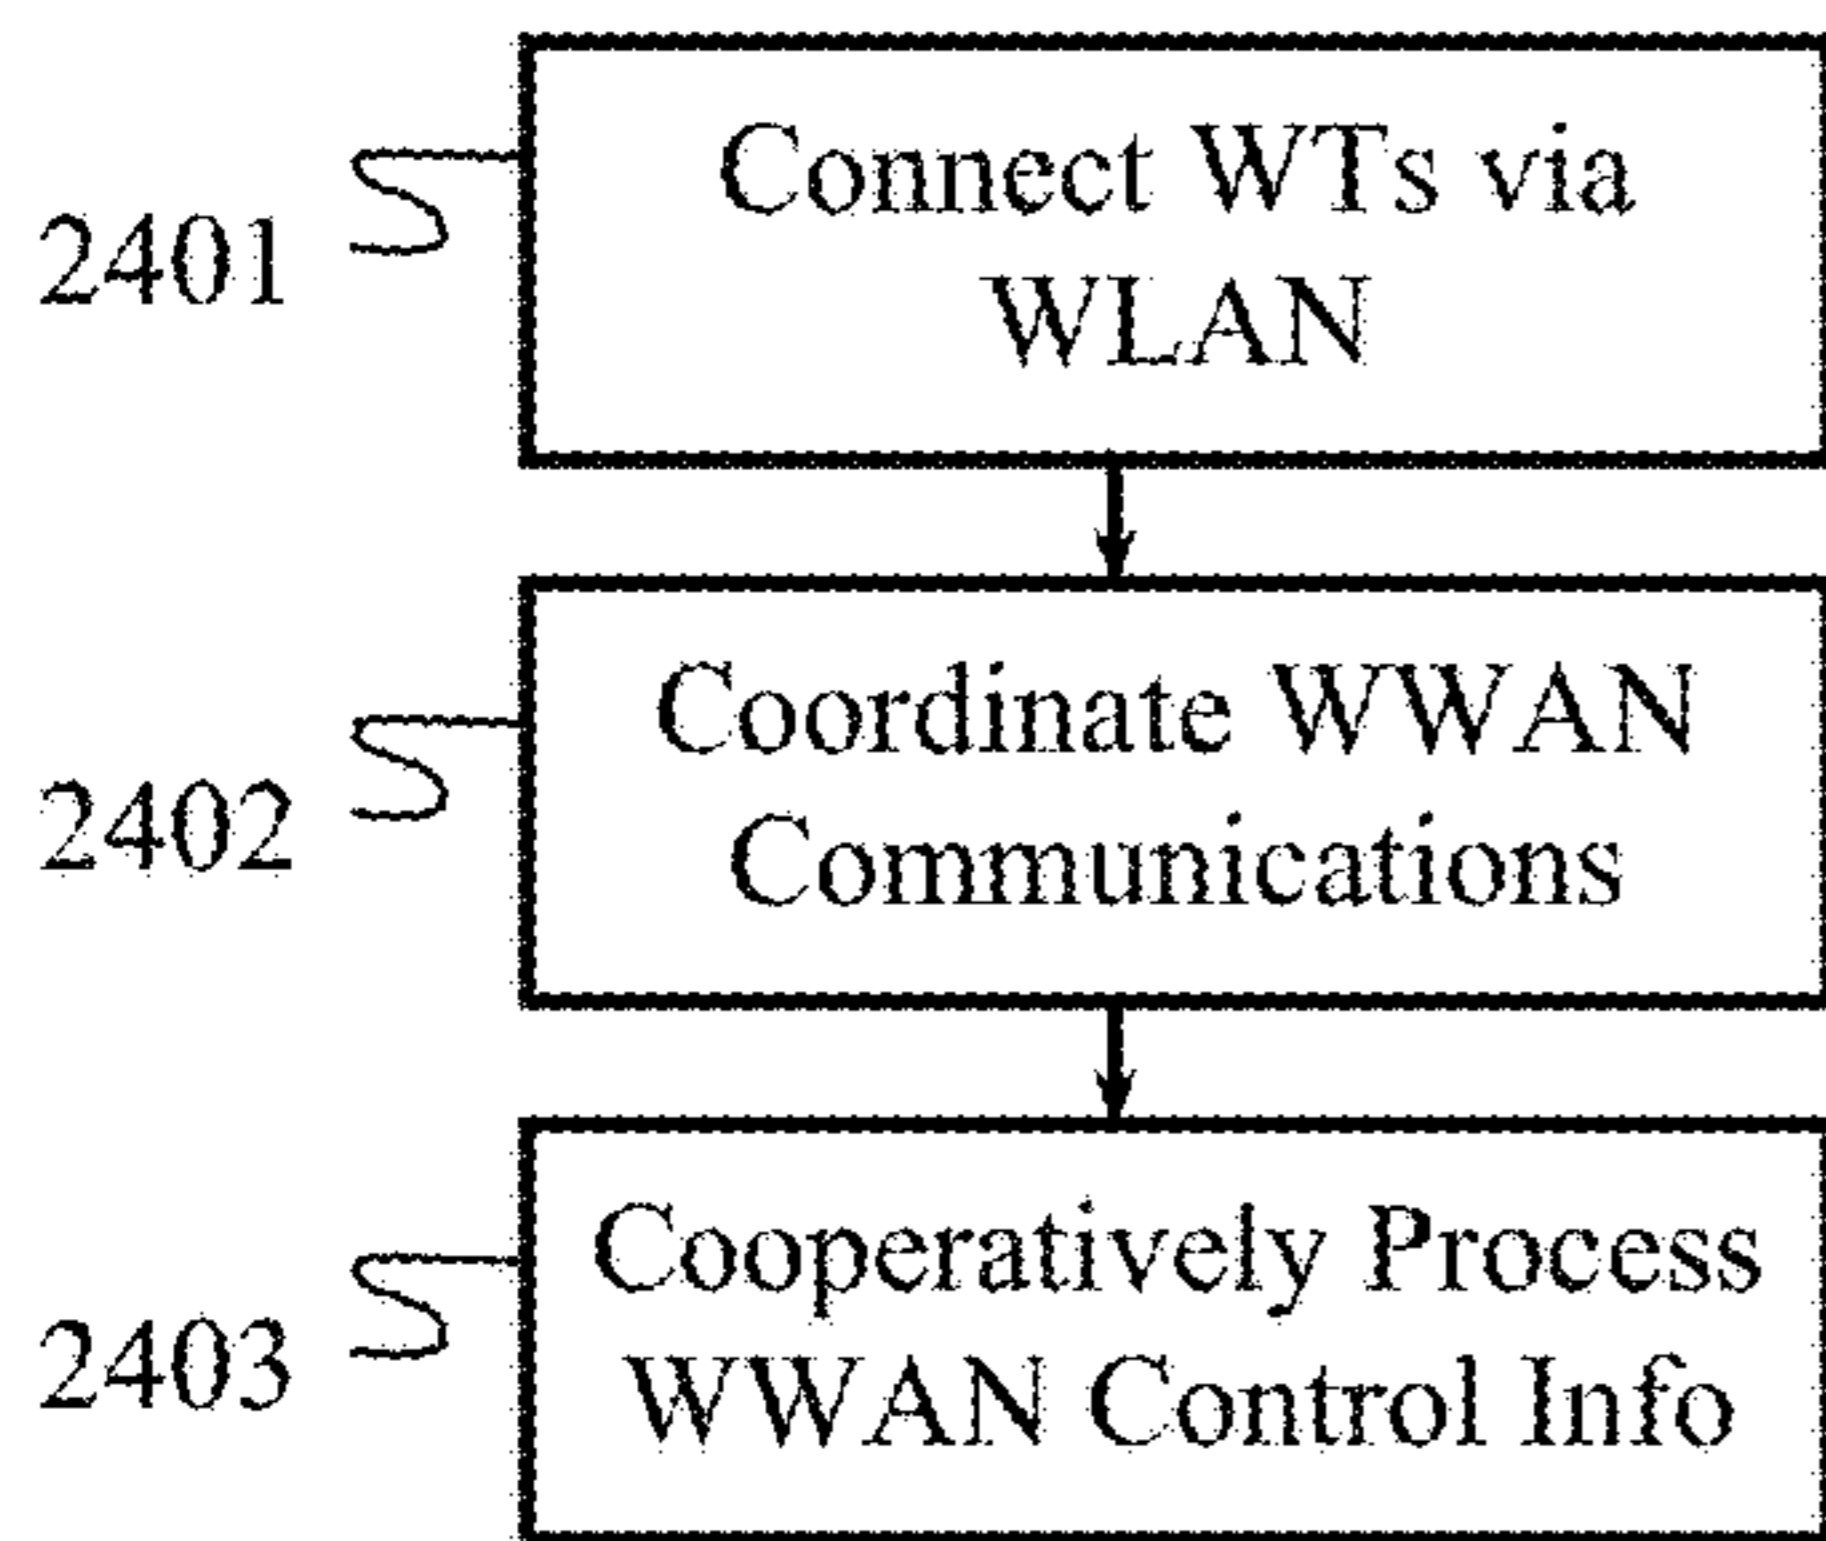 2401
Connect WTs via
WLAN
2402
Coordinate WWAN
Communications
2403
Cooperatively Process
WWAN Control Info